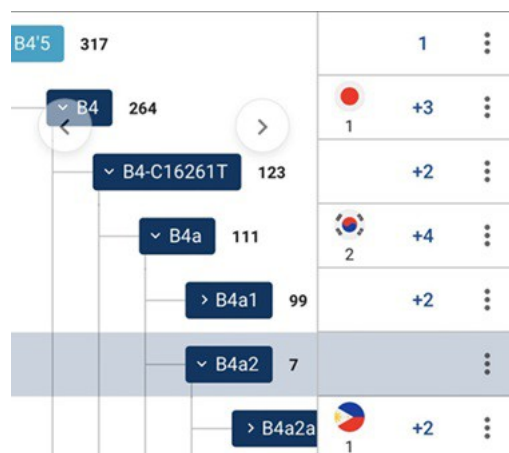 B4'5 317 1
B4 264 1 +3
B4-C16261T 123 +2
B4a 111 2 +4
B4a1 99 +2
B4a2 7
B4a2a 1 +2